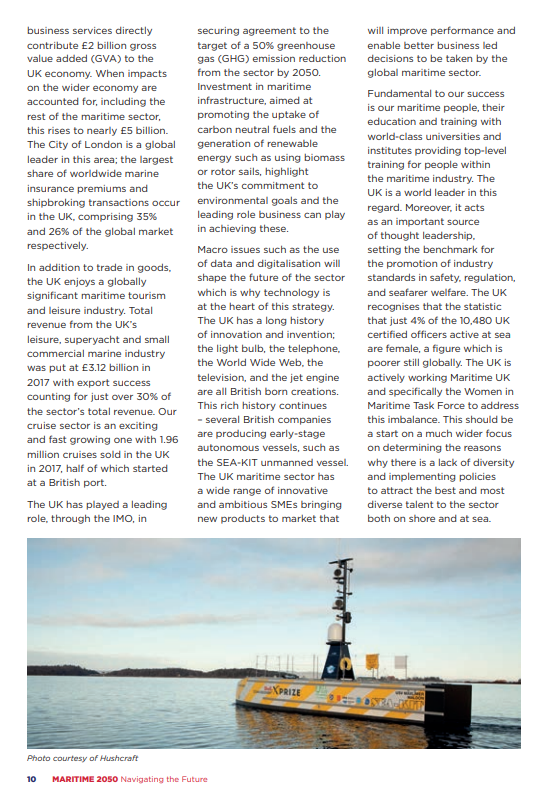 business services directly
contribute £2 billion gross
value added (GVA) to the
UK economy. When impacts
on the wider economy are
accounted for, including the
rest of the maritime sector,
this rises to nearly £5 billion.
The City of London is a global
leader in this area; the largest
share of worldwide marine
insurance premiums and
shipbroking transactions occur
in the UK, comprising 35%
and 26% of the global market
respectively.
In addition to trade in goods,
the UK enjoys a globally
significant maritime tourism
and leisure industry. Total
revenue from the UK's
leisure, superyacht and small
commercial marine industry
was put at £3.12 billion in
2017 with export success
counting for just over 30% of
the sector's total revenue. Our
cruise sector is an exciting
and fast growing one with 1.96
million cruises sold in the UK
in 2017, half of which started
at a British port.
The UK has played a leading
role, through the IMO, in
securing agreement to the
target of a 50% greenhouse
gas (GHG) emission reduction
from the sector by 2050.
Investment in maritime
infrastructure, aimed at
promoting the uptake of
carbon neutral fuels and the
generation of renewable
energy such as using biomass
or rotor sails, highlight
the UK's commitment to
environmental goals and the
leading role business can play
in achieving these.
Macro issues such as the use
of data and digitalisation will
shape the future of the sector
which is why technology is
at the heart of this strategy.
The UK has a long history
of innovation and invention;
the light bulb, the telephone,
the World Wide Web, the
television, and the jet engine
are all British born creations.
This rich history continues
– several British companies
are producing early-stage
autonomous vessels, such as
the SEA-KIT unmanned vessel.
The UK maritime sector has
a wide range of innovative
and ambitious SMEs bringing
new products to market that
will improve performance and
enable better business led
decisions to be taken by the
global maritime sector.
Fundamental to our success
is our maritime people, their
education and training with
world-class universities and
institutes providing top-level
training for people within
the maritime industry. The
UK is a world leader in this
regard. Moreover, it acts
as an important source
of thought leadership,
setting the benchmark for
the promotion of industry
standards in safety, regulation,
and seafarer welfare. The UK
recognises that the statistic
that just 4% of the 10,480 UK
certified officers active at sea
are female, a figure which is
poorer still globally. The UK is
actively working Maritime UK
and specifically the Women in
Maritime Task Force to address
this imbalance. This should be
a start on a much wider focus
on determining the reasons
why there is a lack of diversity
and implementing policies
to attract the best and most
diverse talent to the sector
both on shore and at sea.
XPRIZE
Photo courtesy of Hushcraft
10 MARITIME 2050 Navigating the Future